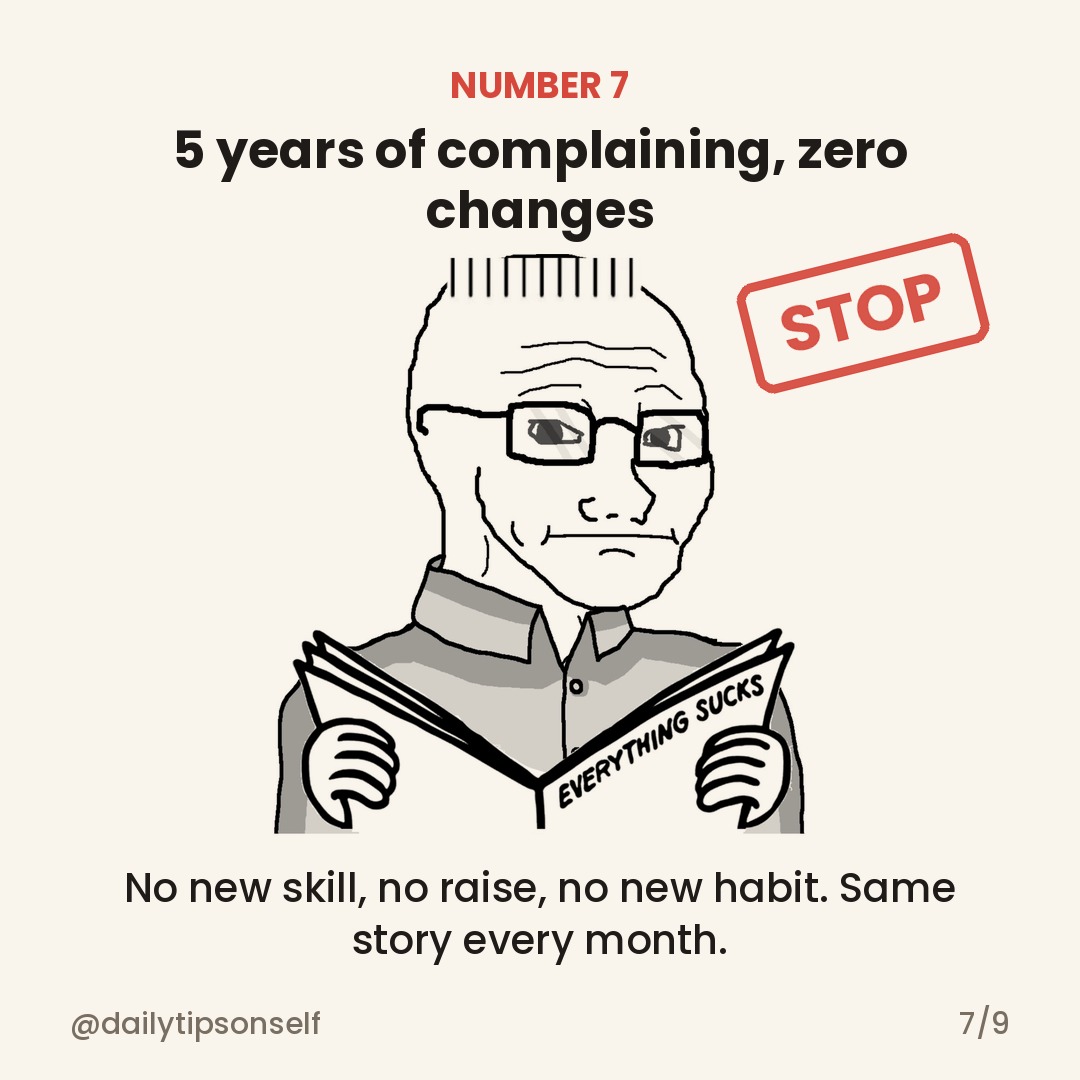 NUMBER 7
5 years of complaining, zero
changes
STOP
EVERYTHING SUCKS
No new skill, no raise, no new habit. Same
story every month.
@dailytipsonself
7/9